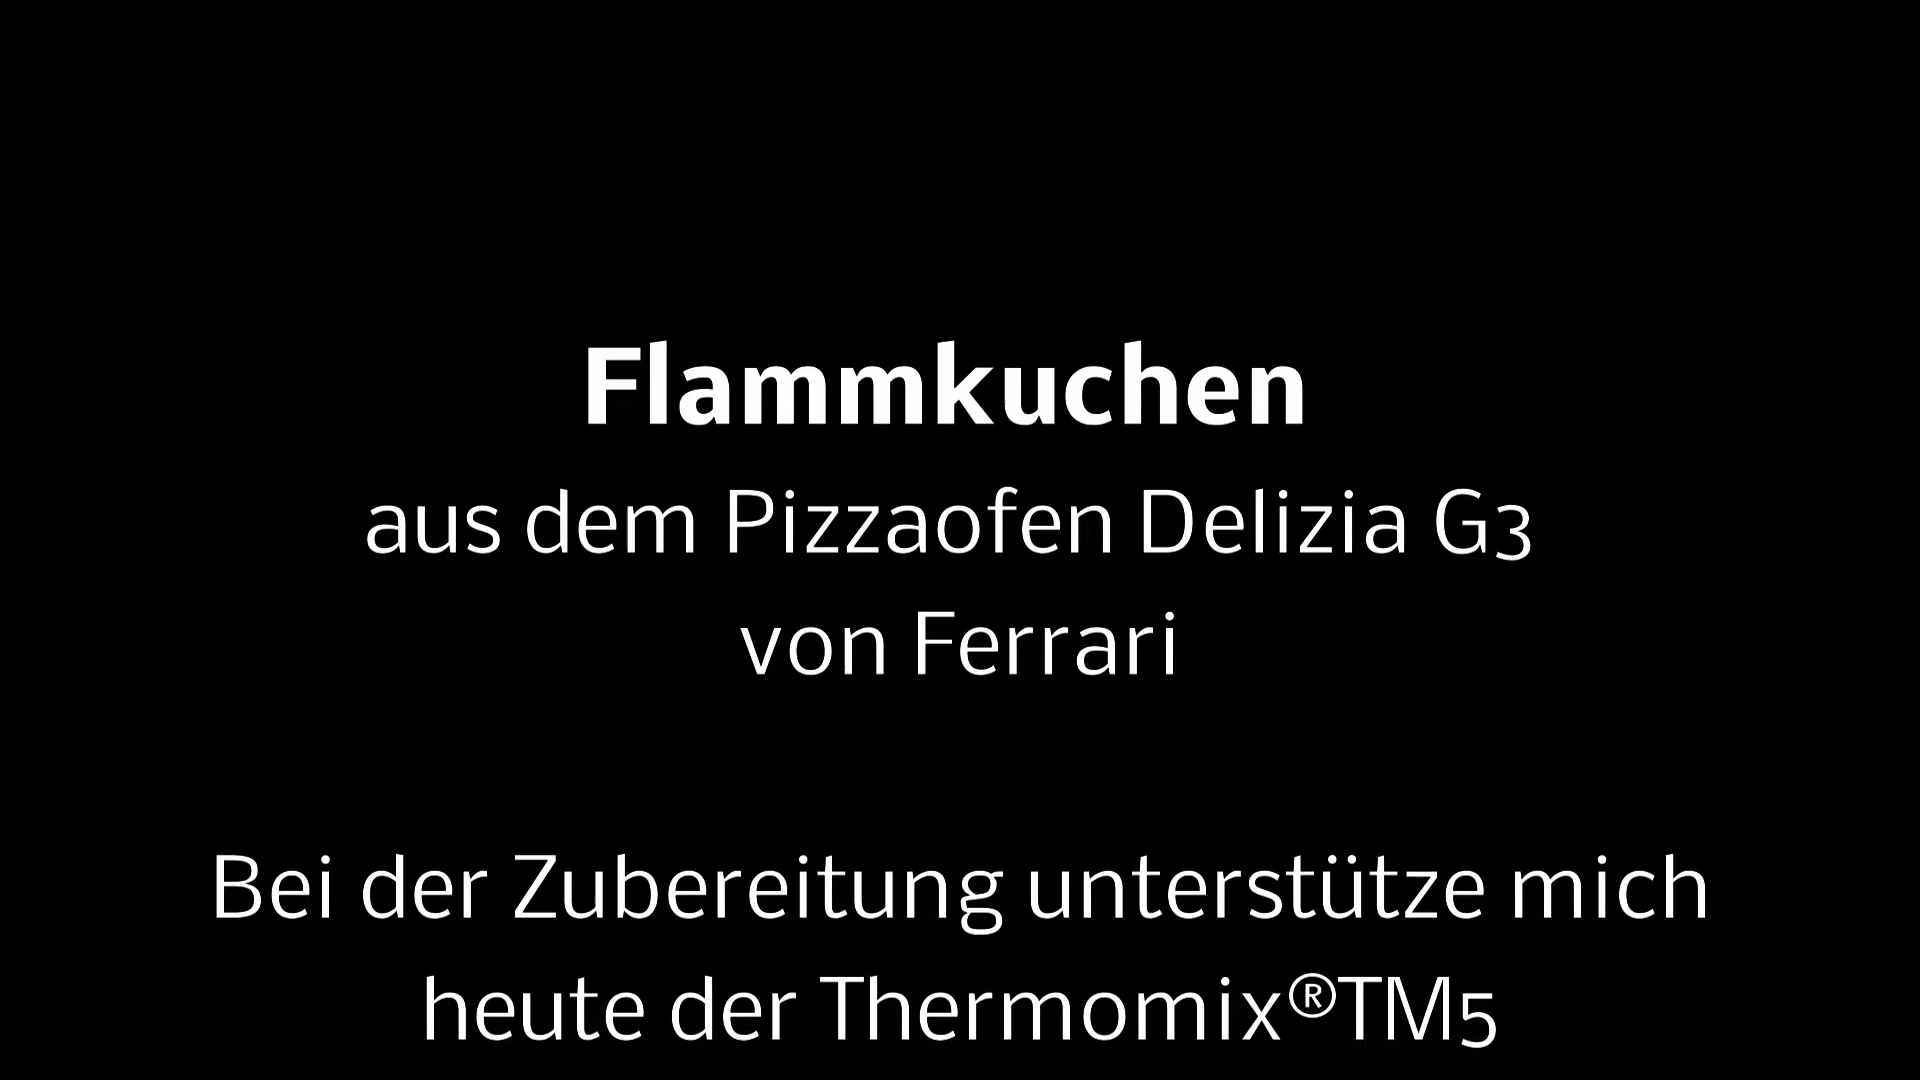 Flammkuchen
aus dem Pizzaofen Delizia G3
von Ferrari
Bei der Zubereitung unterstütze mich
heute der Thermomix®TM5